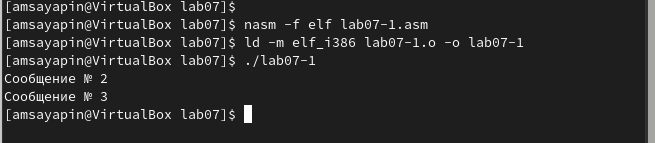 [amsayapin@VirtualBox lab07]$
[amsayapin@VirtualBox lab07]$ nasm -f elf lab07-1.asm
[amsayapin@VirtualBox lab07]$ ld -m elf_i386 lab07-1.o -o lab07-1
[amsayapin@VirtualBox lab07]$ ./lab07-1
Сообщение № 2
Сообщение № 3
[amsayapin@VirtualBox lab07]$